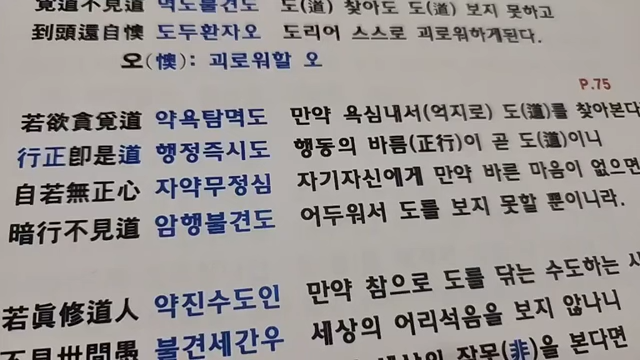 覓道不見道 멱도불견도 도(道) 찾아도 도(道) 보지 못하고
到頭還自懊 도두환자오 도리어 스스로 괴로워하게된다.
오(懊): 괴로워할 오
P.75
若欲貪覓道 약욕탐멱도 만약 욕심내서(억지로) 도(道)를 찾아본다
行正卽是道 행정즉시도 행동의 바름(正行)이 곧 도(道)이니
自若無正心 자약무정심 자기자신에게 만약 바른 마음이 없으면
暗行不見道 암행불견도 어두워서 도를 보지 못할 뿐이니라.
若眞修道人 약진수도인 만약 참으로 도를 닦는 수도하는
不見世間愚 불견세간우 세상의 어리석음을 보지 않나니
잘못(非)을 본다면